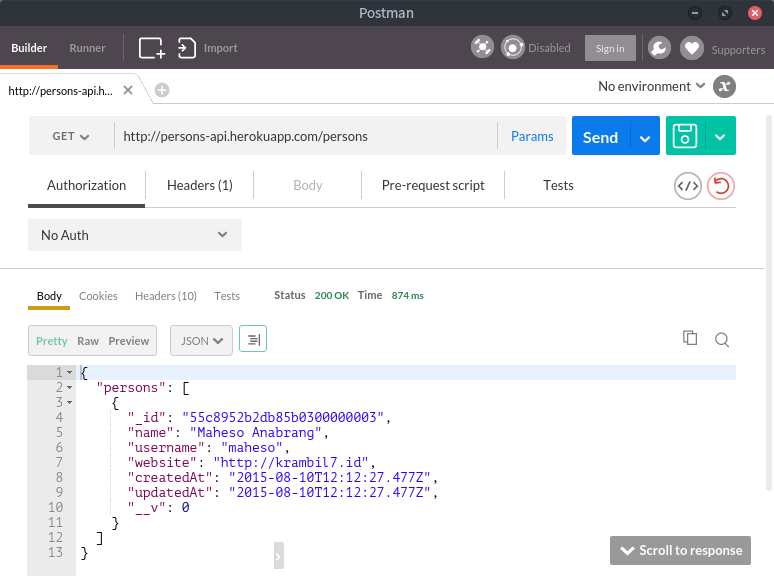 Postman
Builder Runner Import Disabled Sign in Supporters
http://persons-api.h... No environment
GET http://persons-api.herokuapp.com/persons Params Send
Authorization Headers (1) Body Pre-request script Tests
No Auth
Body Cookies Headers (10) Tests Status 200 OK Time 874 ms
Pretty Raw Preview JSON
1 {
2 "persons": [
3 {
4 "_id": "55c8952b2db85b0300000003",
5 "name": "Maheso Anabrang",
6 "username": "maheso",
7 "website": "http://krambil7.id",
8 "createdAt": "2015-08-10T12:12:27.477Z",
9 "updatedAt": "2015-08-10T12:12:27.477Z",
10 "__v": 0
11 }
12 ]
13 }
Scroll to response